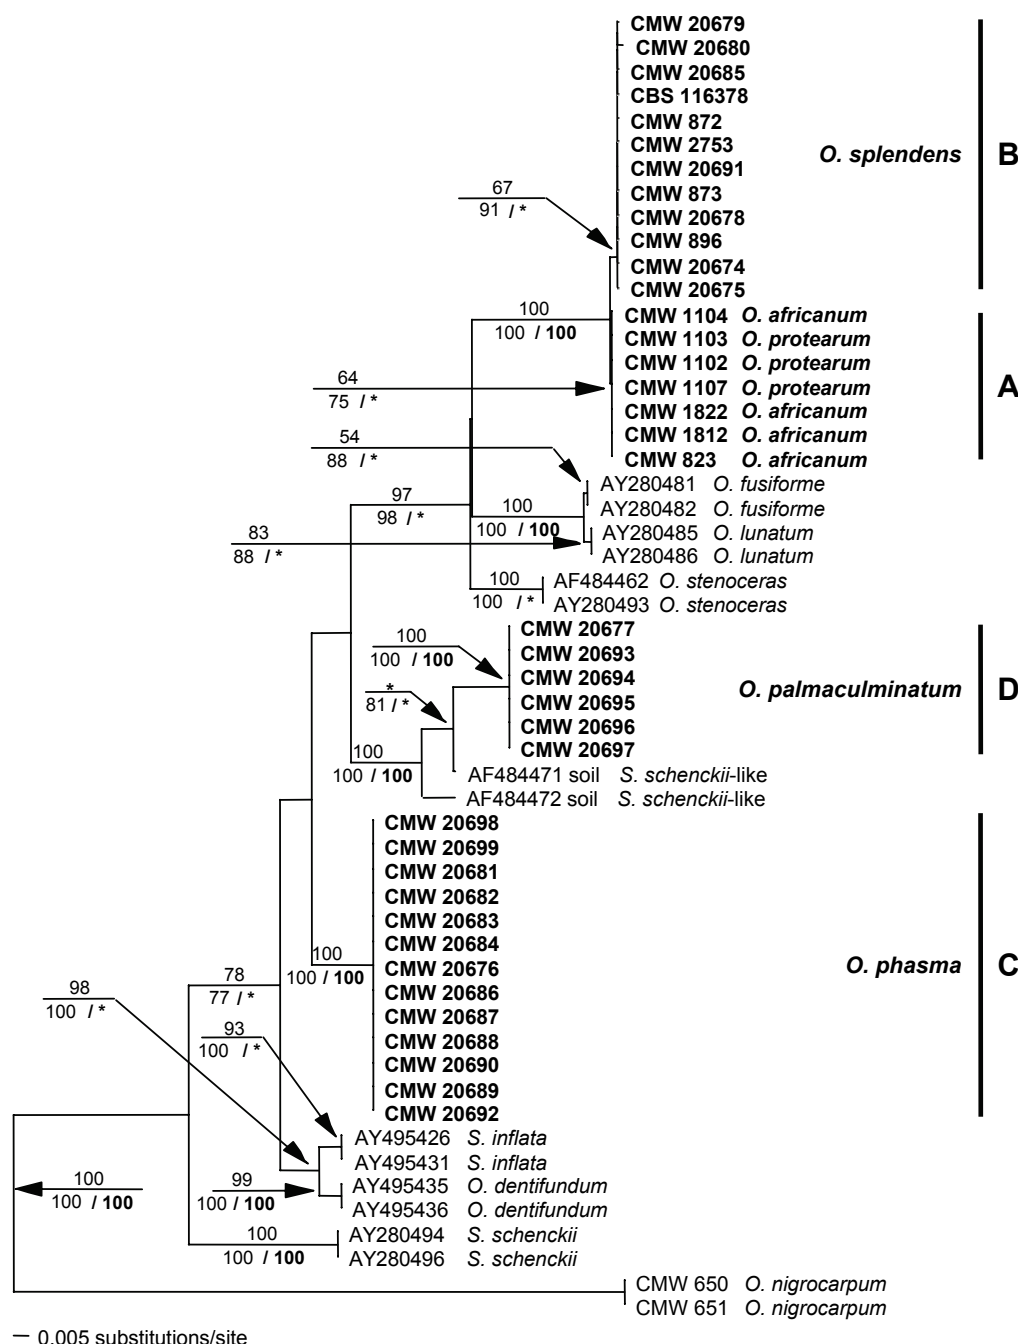 CMW 20679
CMW 20680
CMW 20685
CBS 116378
CMW 872
CMW 2753
O. splendens B
CMW 20691
67
91 / *
CMW 873
CMW 20678
CMW 896
CMW 20674
CMW 20675
100
100 / 100
CMW 1104 O. africanum
CMW 1103 O. protearum
CMW 1102 O. protearum
64
75 / *
CMW 1107 O. protearum
A
CMW 1822 O. africanum
CMW 1812 O. africanum
54
88 / *
CMW 823 O. africanum
AY280481 O. fusiforme
97
98 / *
AY280482 O. fusiforme
100
100 / 100
83
88 / *
AY280485 O. lunatum
AY280486 O. lunatum
100
100 / *
AF484462 O. stenoceras
AY280493 O. stenoceras
CMW 20677
100
100 / 100
CMW 20693
CMW 20694
O. palmaculminatum D
*
81 / *
CMW 20695
CMW 20696
CMW 20697
100
100 / 100
AF484471 soil S. schenckii-like
AF484472 soil S. schenckii-like
CMW 20698
CMW 20699
CMW 20681
CMW 20682
CMW 20683
CMW 20684
100
100 / 100
CMW 20676
O. phasma C
78
77 / *
CMW 20686
98
100 / *
CMW 20687
93
100 / *
CMW 20688
CMW 20690
CMW 20689
CMW 20692
AY495426 S. inflata
AY495431 S. inflata
100
100 / 100
99
100 / 100
AY495435 O. dentifundum
AY495436 O. dentifundum
100
100 / 100
AY280494 S. schenckii
AY280496 S. schenckii
CMW 650 O. nigrocarpum
CMW 651 O. nigrocarpum
0.005 substitutions/site